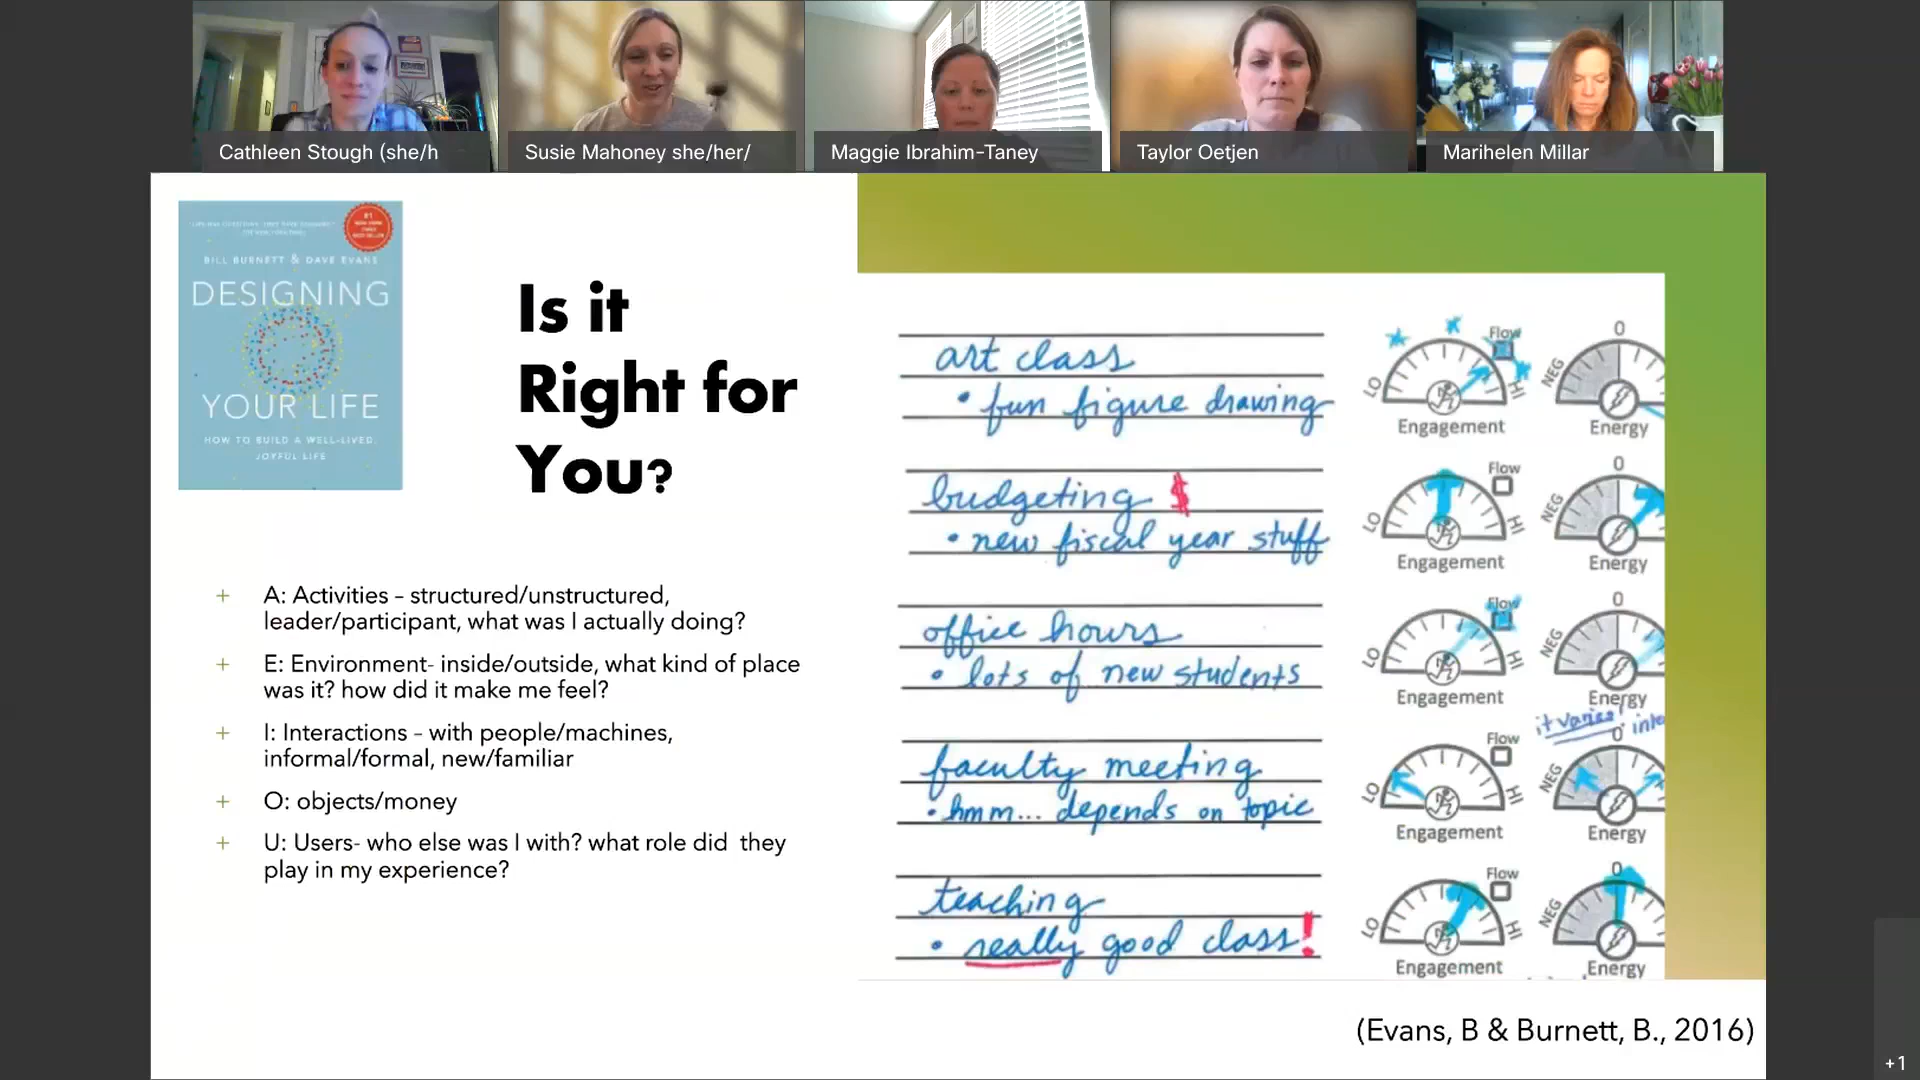 Cathleen Stough (she/h
Susie Mahoney she/her/
Maggie Ibrahim-Taney
Taylor Oetjen
Marihelen Millar
#1
BILL BURNETT & DAVE EVANS
DESIGNING
YOUR LIFE
HOW TO BUILD A WELL-LIVED,
JOYFUL LIFE
Is it
Right for
You?
+ A: Activities – structured/unstructured,
leader/participant, what was I actually doing?
+ E: Environment- inside/outside, what kind of place
was it? how did it make me feel?
+ I: Interactions – with people/machines,
informal/formal, new/familiar
+ O: objects/money
+ U: Users- who else was I with? what role did they
play in my experience?
art class
• fun figure drawing
LO Flow HI
Engagement
NEG 0
Energy
budgeting $
• new fiscal year stuff
LO Flow HI
Engagement
NEG 0
Energy
office hours
• lots of new students
LO Flow HI
Engagement
NEG 0
Energy
it varies!
faculty meeting
• hmm... depends on topic
LO Flow HI
Engagement
NEG 0
Energy
teaching
• really good class!
LO Flow HI
Engagement
NEG 0
Energy
(Evans, B & Burnett, B., 2016)
+1